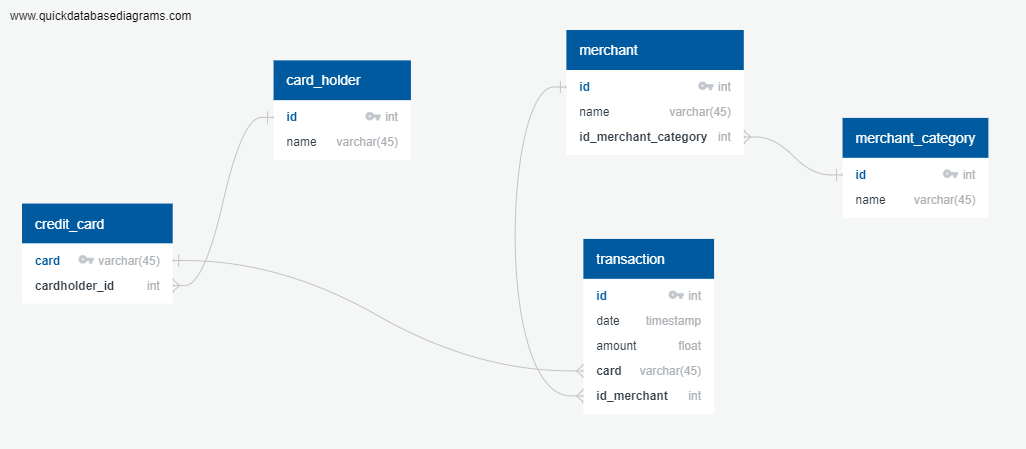 www.quickdatabasediagrams.com
card_holder
id int
name varchar(45)
credit_card
card varchar(45)
cardholder_id int
merchant
id int
name varchar(45)
id_merchant_category int
merchant_category
id int
name varchar(45)
transaction
id int
date timestamp
amount float
card varchar(45)
id_merchant int